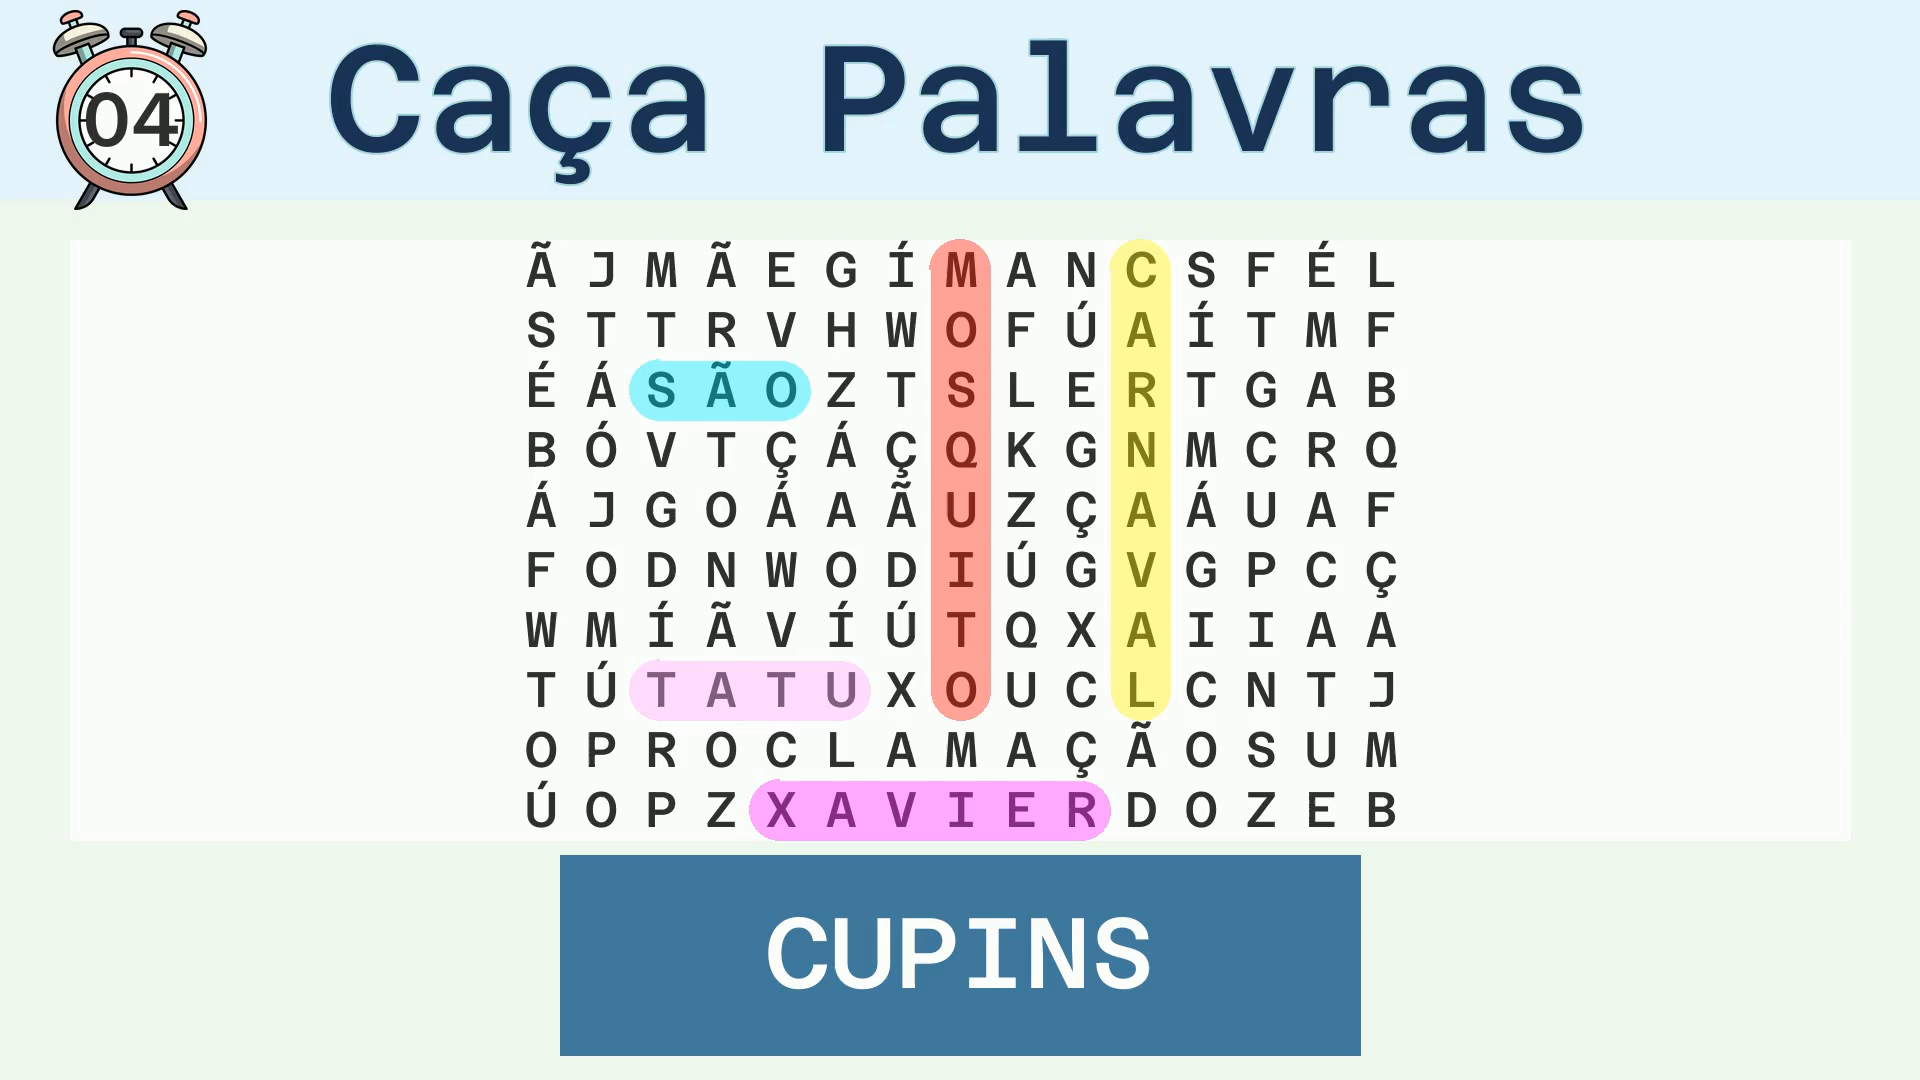 04
Caça Palavras
Ã J M Ã E G Í M A N C S F É L
S T T R V H W O F Ú A Í T M F
É Á S Ã O Z T S L E R T G A B
B Ó V T Ç Á Ç Q K G N M C R Q
Á J G O Á A Ã U Z Ç A Á U A F
F O D N W O D I Ú G V G P C Ç
W M Í Ã V Í Ú T Q X A I I A A
T Ú T A T U X O U C L C N T J
O P R O C L A M A Ç Ã O S U M
Ú O P Z X A V I E R D O Z E B
CUPINS